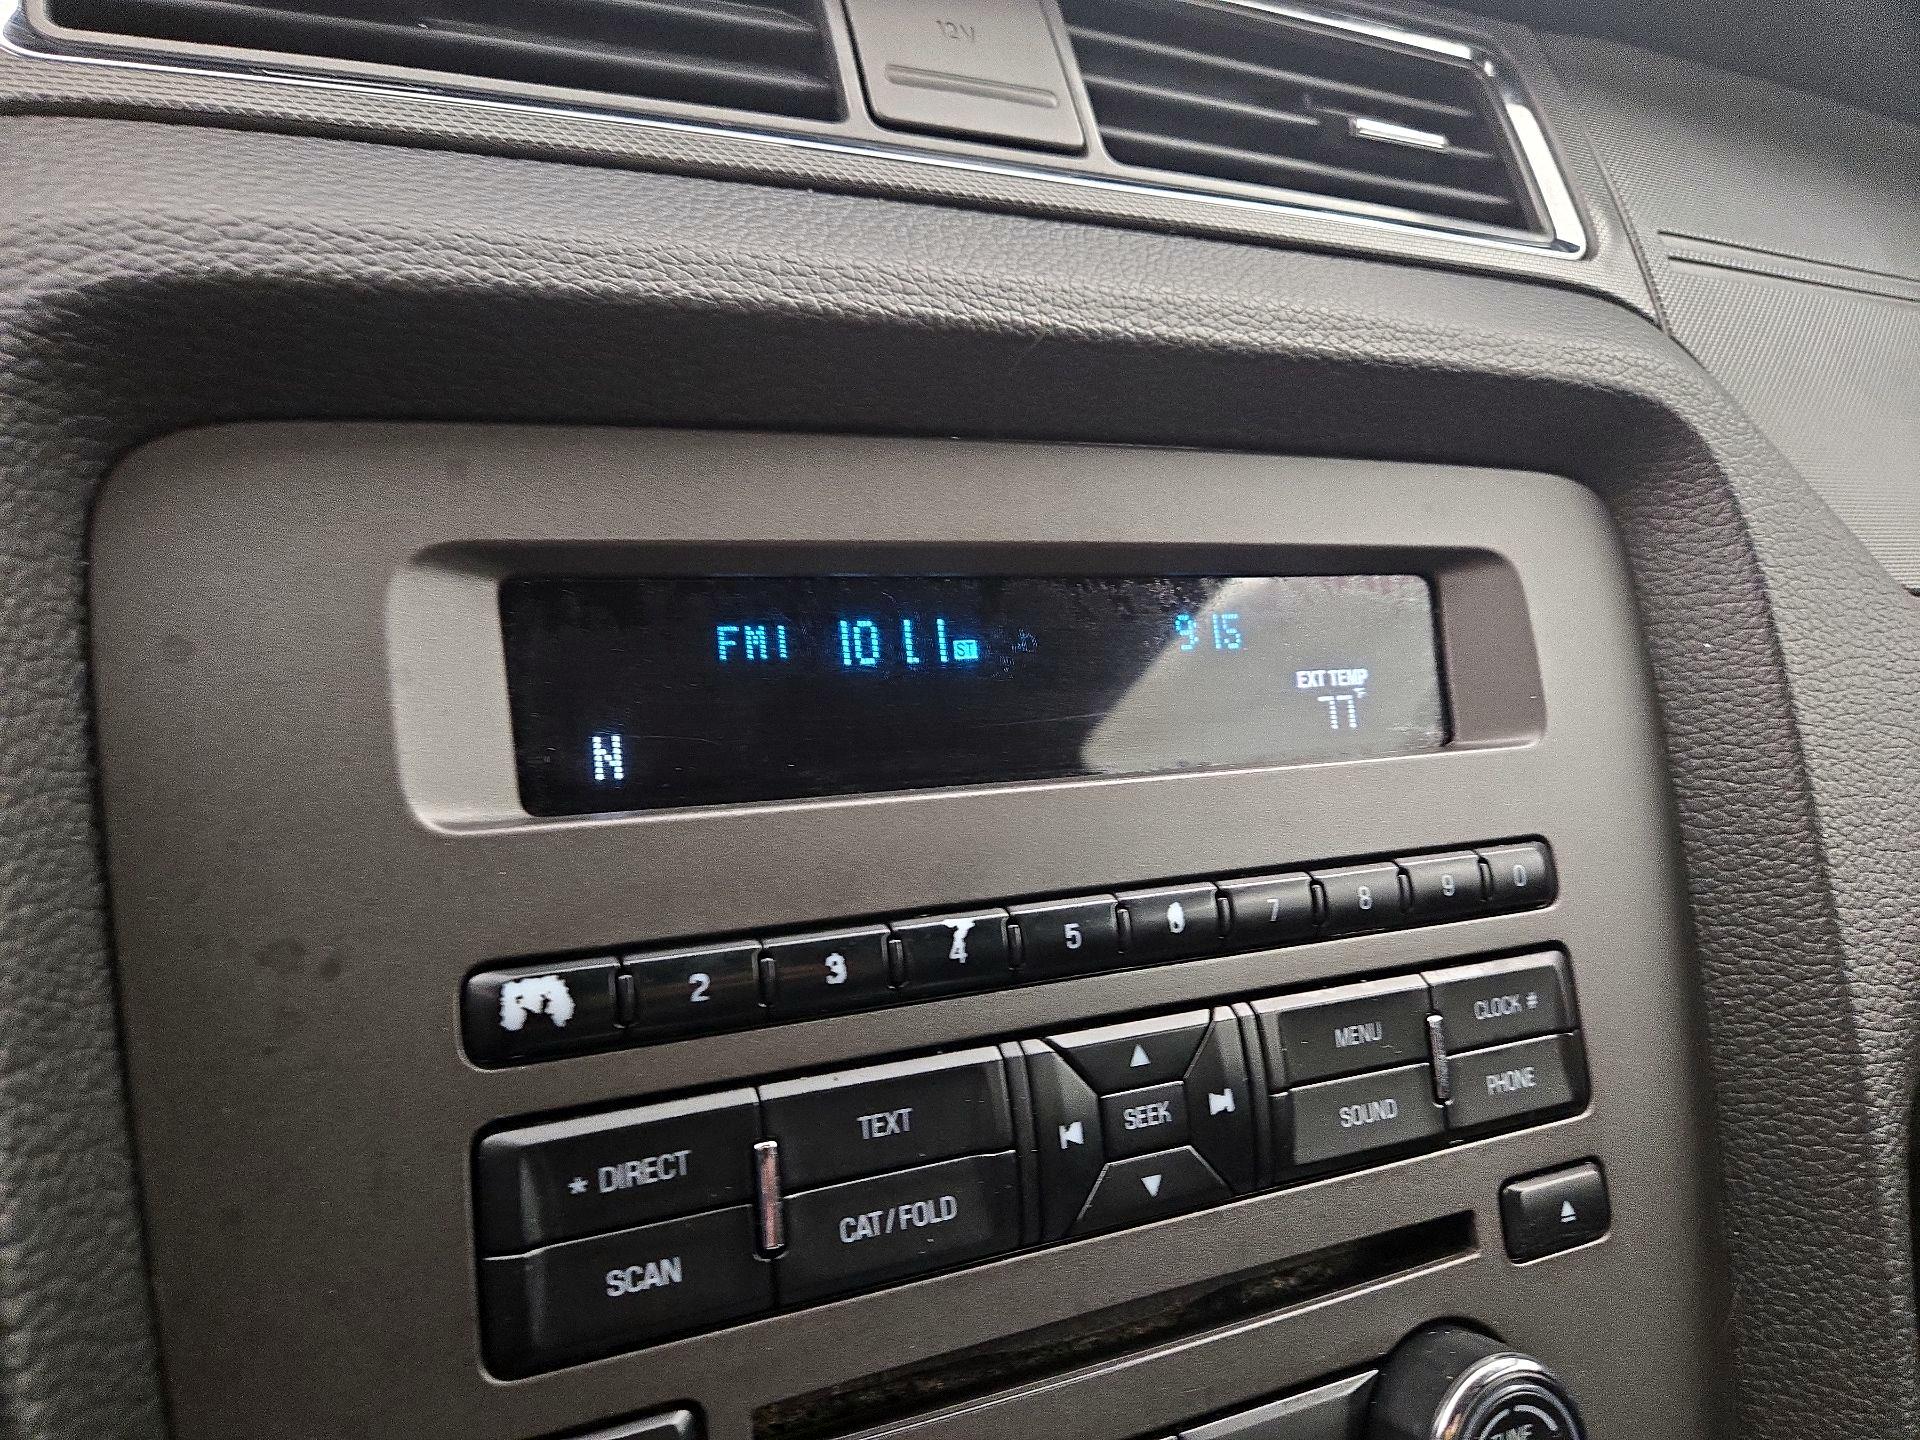 12V
FM1 101.1 ST 9:15
EXT TEMP
77°F
N
2 3 4 5 6 7 8 9 0
* DIRECT TEXT SEEK MENU CLOCK #
SCAN CAT/FOLD SOUND PHONE
TUNE